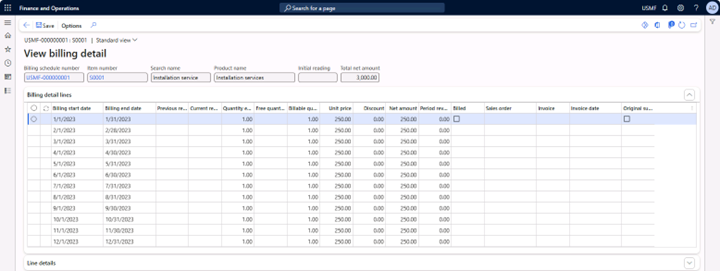 Finance and Operations
Search for a page
USMF
?
AD
Save Options
USMF-000000001 : S0001 | Standard view
View billing detail
Billing schedule number Item number Search name Product name Initial reading Total net amount
USMF-000000001 S0001 Installation service Installation services 3,000.00
Billing detail lines
Billing start date Billing end date Previous re... Current re... Quantity e... Free quant... Billable qu... Unit price Discount Net amount Period rev... Billed Sales order Invoice Invoice date Original su...
1/1/2023 1/31/2023 1.00 1.00 250.00 0.00 250.00 0.00
2/1/2023 2/28/2023 1.00 1.00 250.00 0.00 250.00 0.00
3/1/2023 3/31/2023 1.00 1.00 250.00 0.00 250.00 0.00
4/1/2023 4/30/2023 1.00 1.00 250.00 0.00 250.00 0.00
5/1/2023 5/31/2023 1.00 1.00 250.00 0.00 250.00 0.00
6/1/2023 6/30/2023 1.00 1.00 250.00 0.00 250.00 0.00
7/1/2023 7/31/2023 1.00 1.00 250.00 0.00 250.00 0.00
8/1/2023 8/31/2023 1.00 1.00 250.00 0.00 250.00 0.00
9/1/2023 9/30/2023 1.00 1.00 250.00 0.00 250.00 0.00
10/1/2023 10/31/2023 1.00 1.00 250.00 0.00 250.00 0.00
11/1/2023 11/30/2023 1.00 1.00 250.00 0.00 250.00 0.00
12/1/2023 12/31/2023 1.00 1.00 250.00 0.00 250.00 0.00
Line details